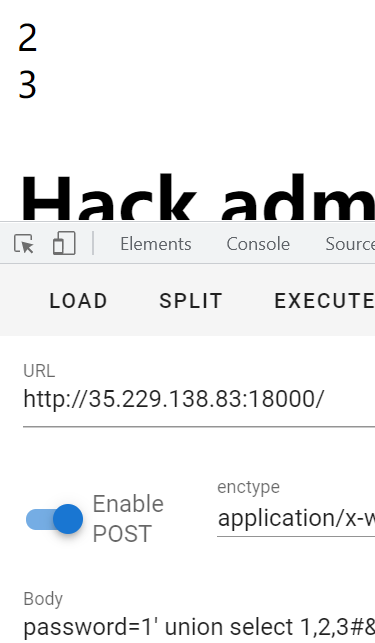 2
3
Hack adm
Elements Console Source
LOAD SPLIT EXECUTE
URL
http://35.229.138.83:18000/
Enable
POST
enctype
application/x-w
Body
password=1' union select 1,2,3#&